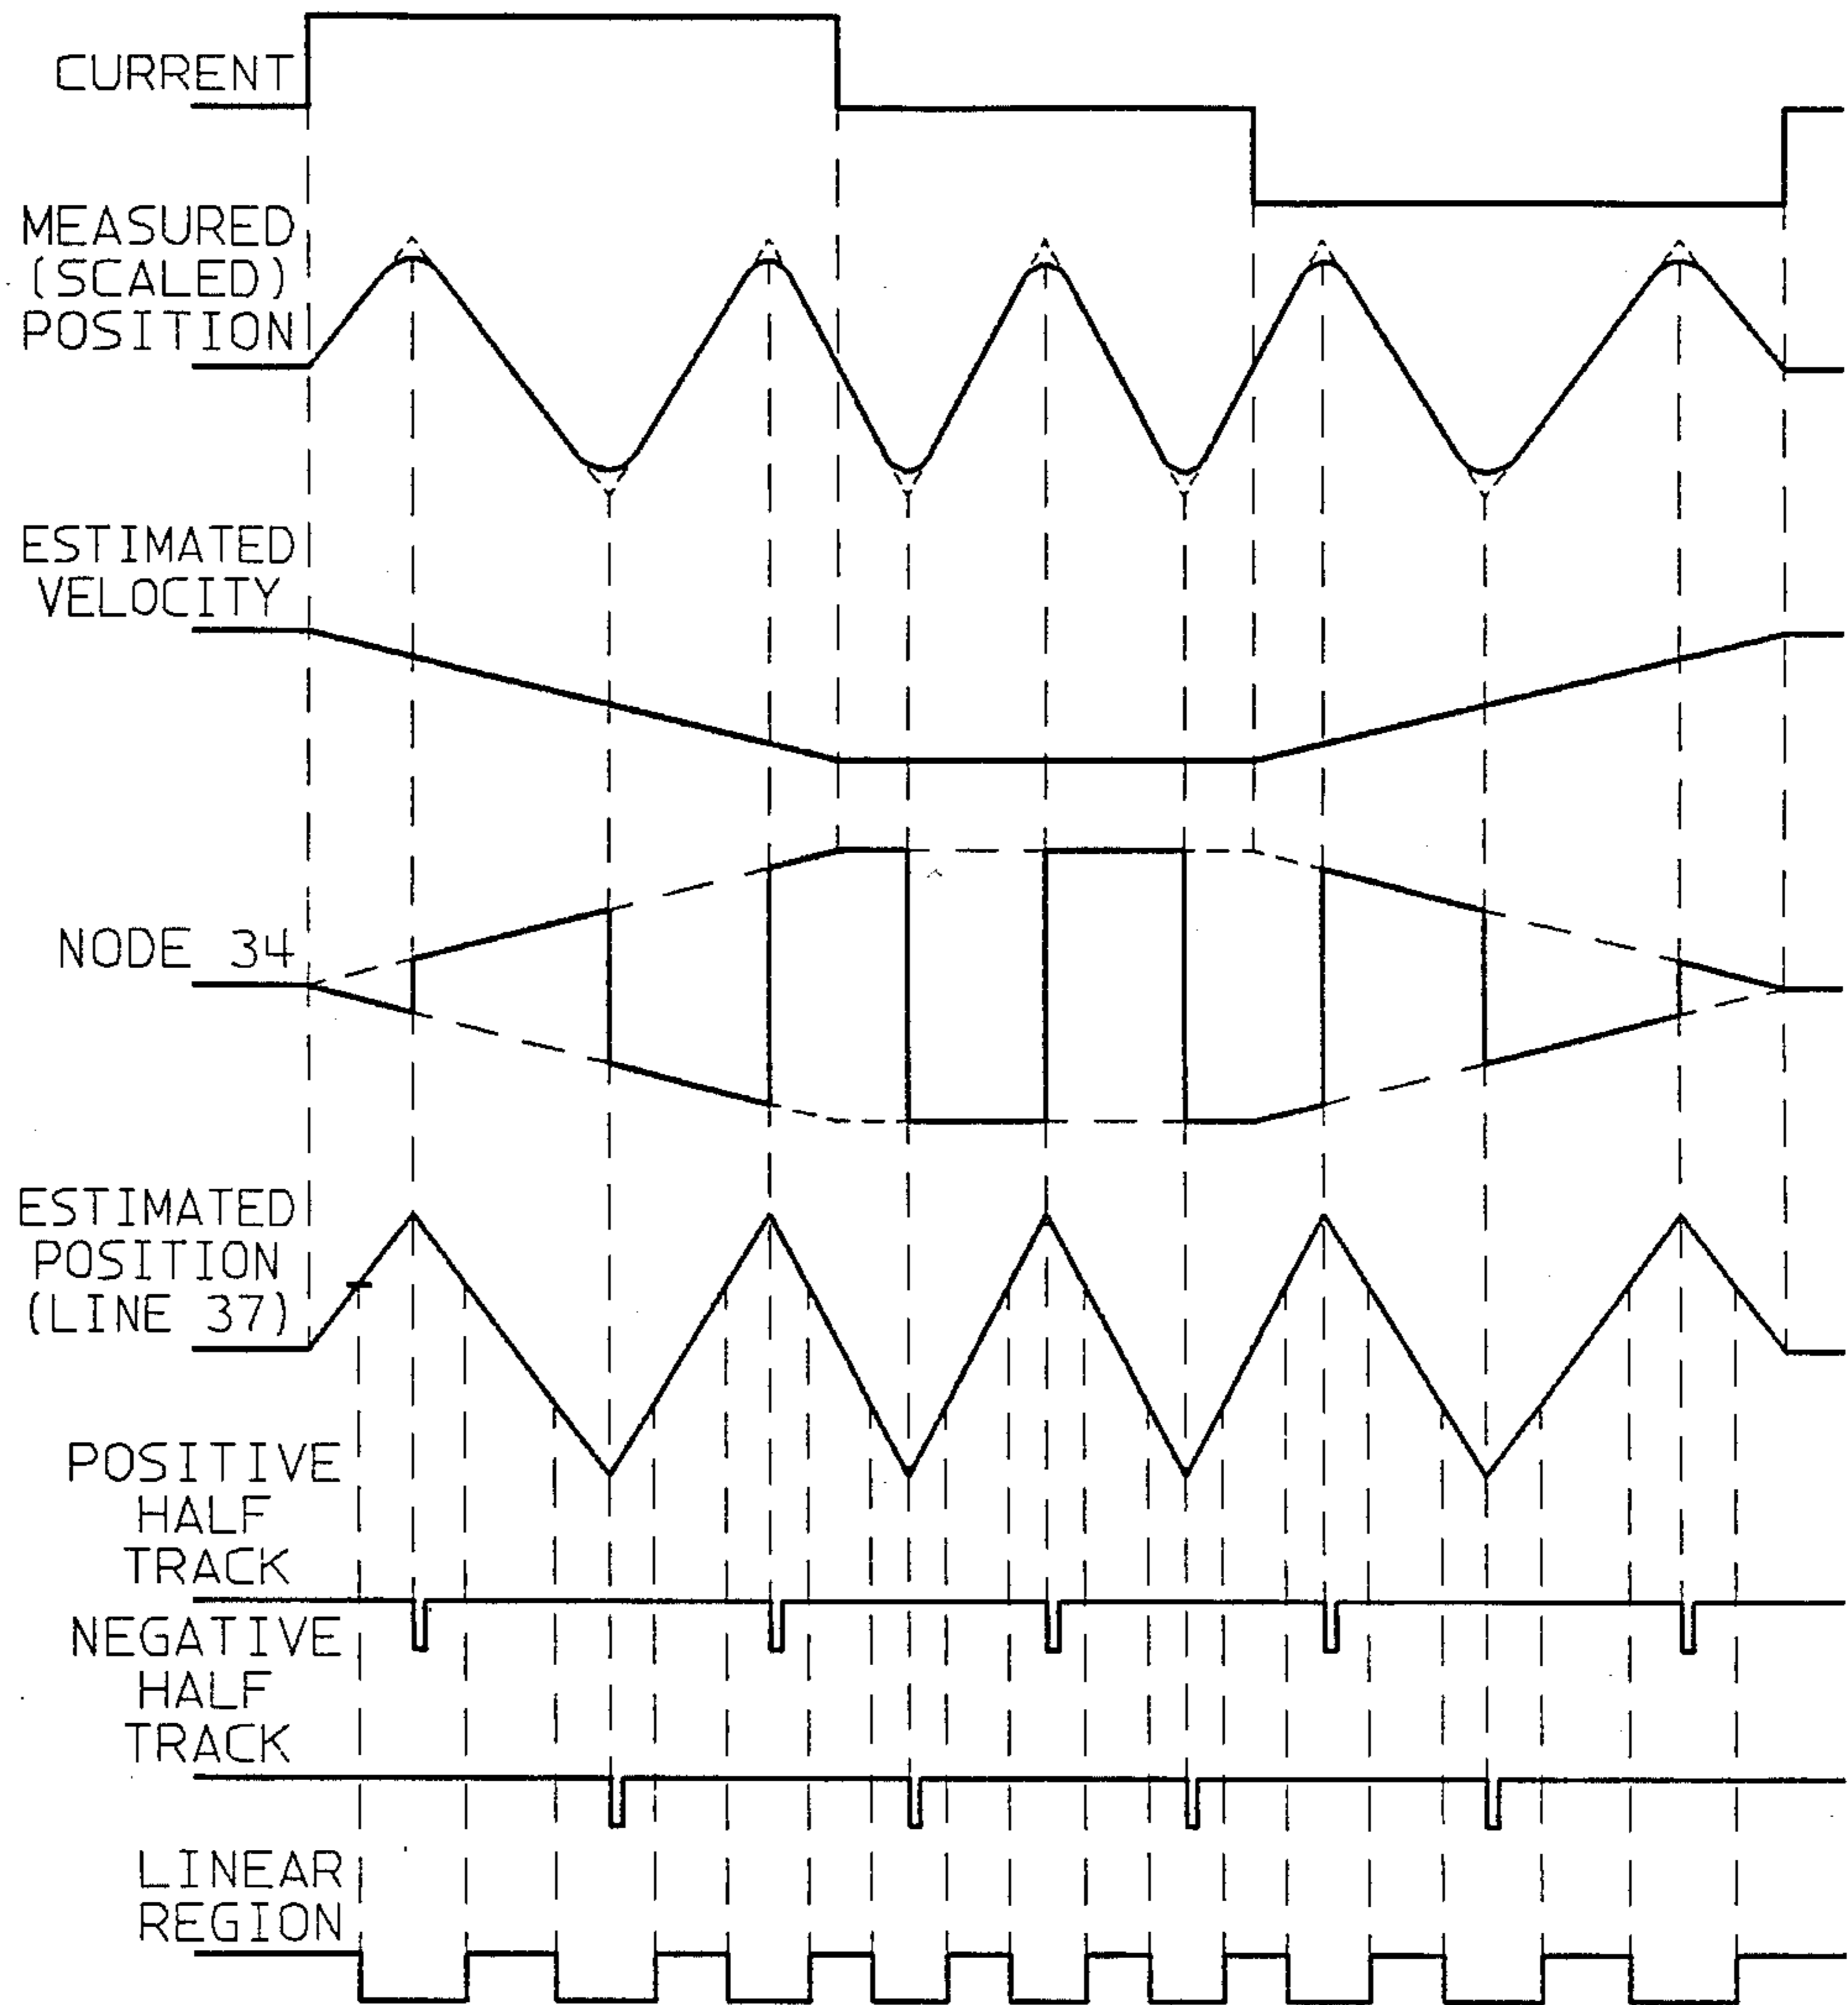 CURRENT
MEASURED
(SCALED)
POSITION
ESTIMATED
VELOCITY
NODE 34
ESTIMATED
POSITION
(LINE 37)
POSITIVE
HALF
TRACK
NEGATIVE
HALF
TRACK
LINEAR
REGION